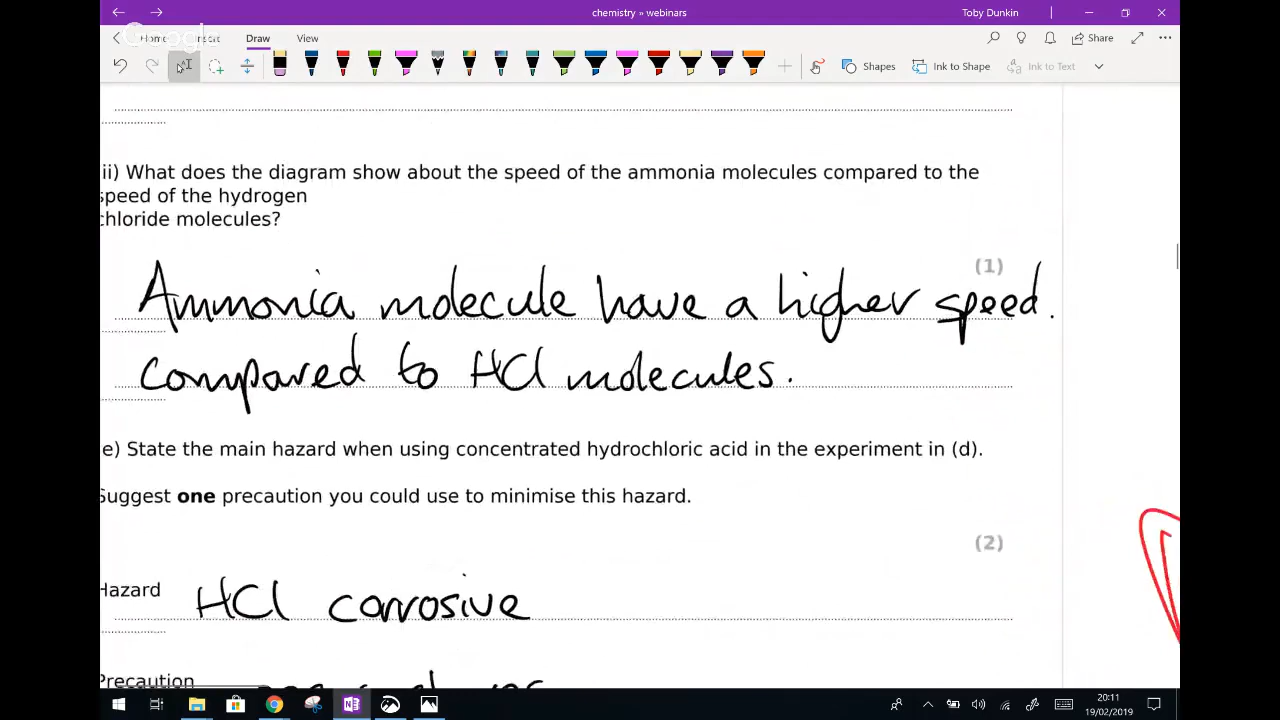 chemistry » webinars
Toby Dunkin
Google
Home Insert Draw View
Share
Shapes Ink to Shape Ink to Text
ii) What does the diagram show about the speed of the ammonia molecules compared to the
speed of the hydrogen
chloride molecules?
(1)
Ammonia molecule have a higher speed.
Compared to HCl molecules.
e) State the main hazard when using concentrated hydrochloric acid in the experiment in (d).
Suggest one precaution you could use to minimise this hazard.
(2)
Hazard HCl corrosive
Precaution
20:11
19/02/2019